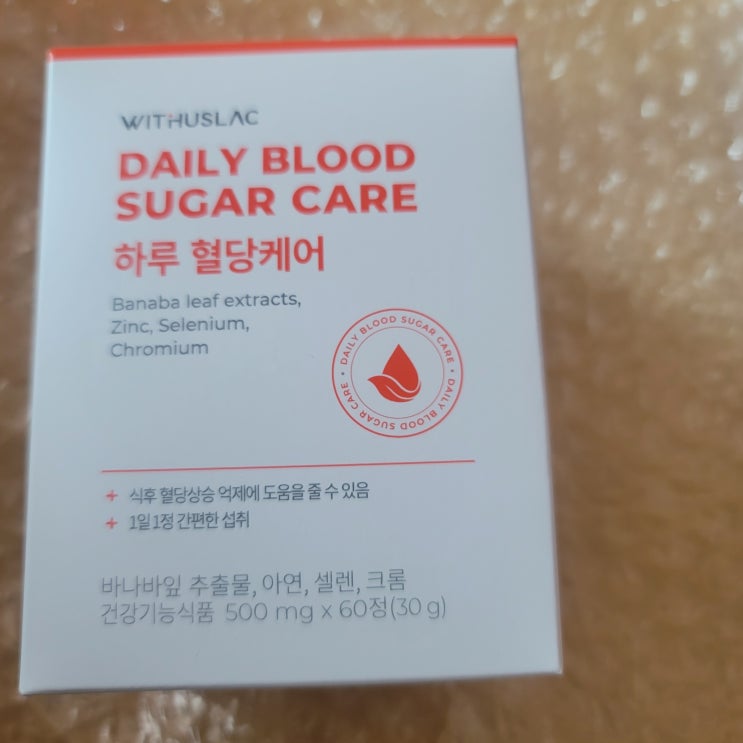 WITHUSLAC
DAILY BLOOD
SUGAR CARE
하루 혈당케어
Banaba leaf extracts,
Zinc, Selenium,
Chromium
DAILY BLOOD SUGAR CARE • DAILY BLOOD SUGAR CARE •
+ 식후 혈당상승 억제에 도움을 줄 수 있음
+ 1일 1정 간편한 섭취
바나바잎 추출물, 아연, 셀렌, 크롬
건강기능식품 500 mg x 60정(30 g)